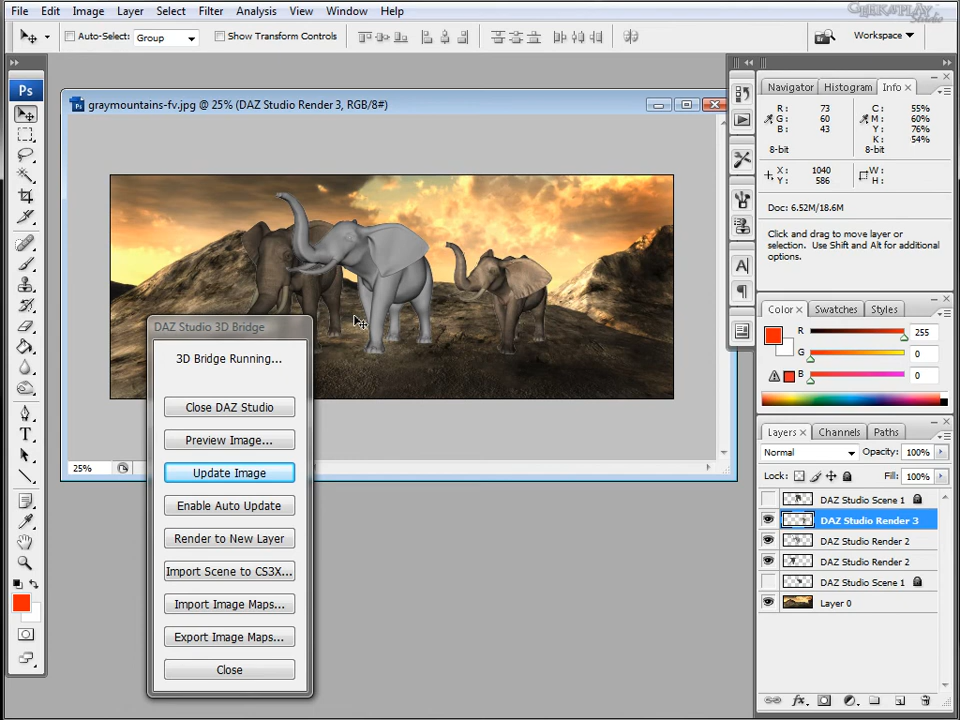 File Edit Image Layer Select Filter Analysis View Window Help
GEEKATPLAY
Studio
Auto-Select: Group Show Transform Controls Workspace
Ps
graymountains-fv.jpg @ 25% (DAZ Studio Render 3, RGB/8#)
25%
DAZ Studio 3D Bridge
3D Bridge Running...
Close DAZ Studio
Preview Image...
Update Image
Enable Auto Update
Render to New Layer
Import Scene to CS3X...
Import Image Maps...
Export Image Maps...
Close
Navigator Histogram Info x
R: 73 C: 55%
G: 60 M: 60%
B: 43 Y: 76%
K: 54%
8-bit 8-bit
X: 1040 W:
Y: 586 H:
Doc: 6.52M/18.6M
Click and drag to move layer or
selection. Use Shift and Alt for additional
options.
Color x Swatches Styles
R 255
G 0
B 0
Layers x Channels Paths
Normal Opacity: 100%
Lock: Fill: 100%
DAZ Studio Scene 1
DAZ Studio Render 3
DAZ Studio Render 2
DAZ Studio Render 2
DAZ Studio Scene 1
Layer 0